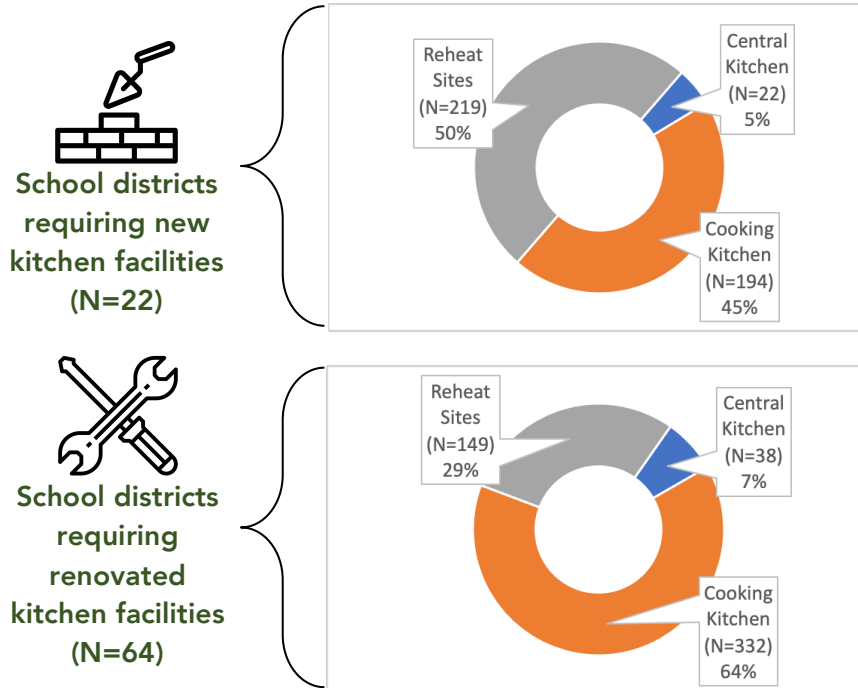 School districts
requiring new
kitchen facilities
(N=22)
Reheat
Sites
(N=219)
50%
Central
Kitchen
(N=22)
5%
Cooking
Kitchen
(N=194)
45%
School districts
requiring
renovated
kitchen facilities
(N=64)
Reheat
Sites
(N=149)
29%
Central
Kitchen
(N=38)
7%
Cooking
Kitchen
(N=332)
64%